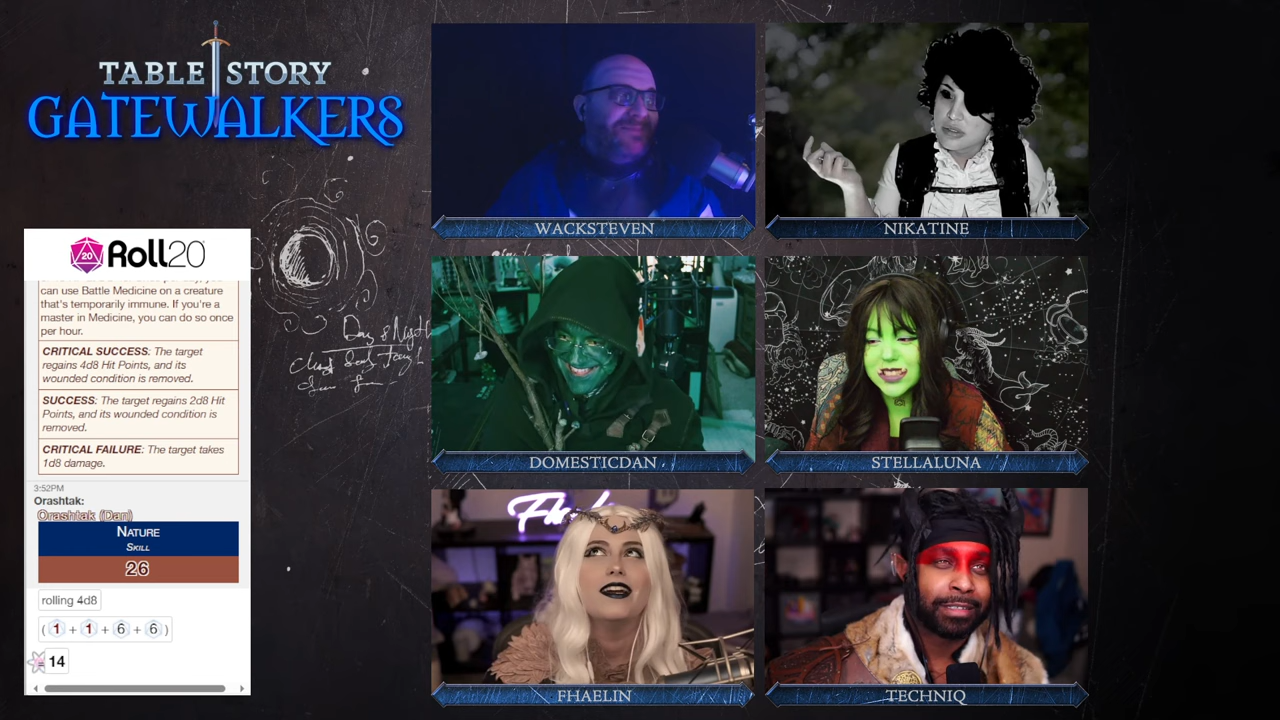 TABLE STORY
GATEWALKERS
20
Roll20
can use Battle Medicine on a creature
that's temporarily immune. If you're a
master in Medicine, you can do so once
per hour.
CRITICAL SUCCESS: The target
regains 4d8 Hit Points, and its
wounded condition is removed.
SUCCESS: The target regains 2d8 Hit
Points, and its wounded condition is
removed.
CRITICAL FAILURE: The target takes
1d8 damage.
3:52PM
Orashtak:
Orashtak (Dan)
NATURE
SKILL
26
rolling 4d8
(1+1+6+6)
=14
WACKSTEVEN
NIKATINE
DOMESTICDAN
STELLALUNA
FHAELIN
TECHNIQ